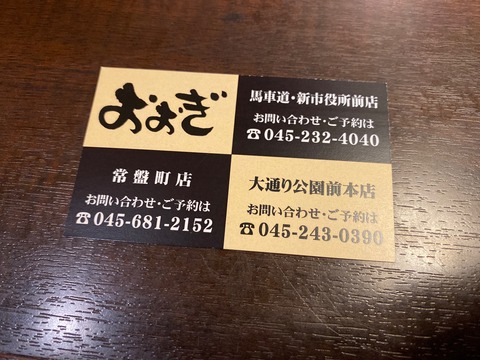 おおぎ
馬車道・新市役所前店
お問い合わせ・ご予約は
☎045-232-4040
常盤町店
お問い合わせ・ご予約は
☎045-681-2152
大通り公園前本店
お問い合わせ・ご予約は
☎045-243-0390